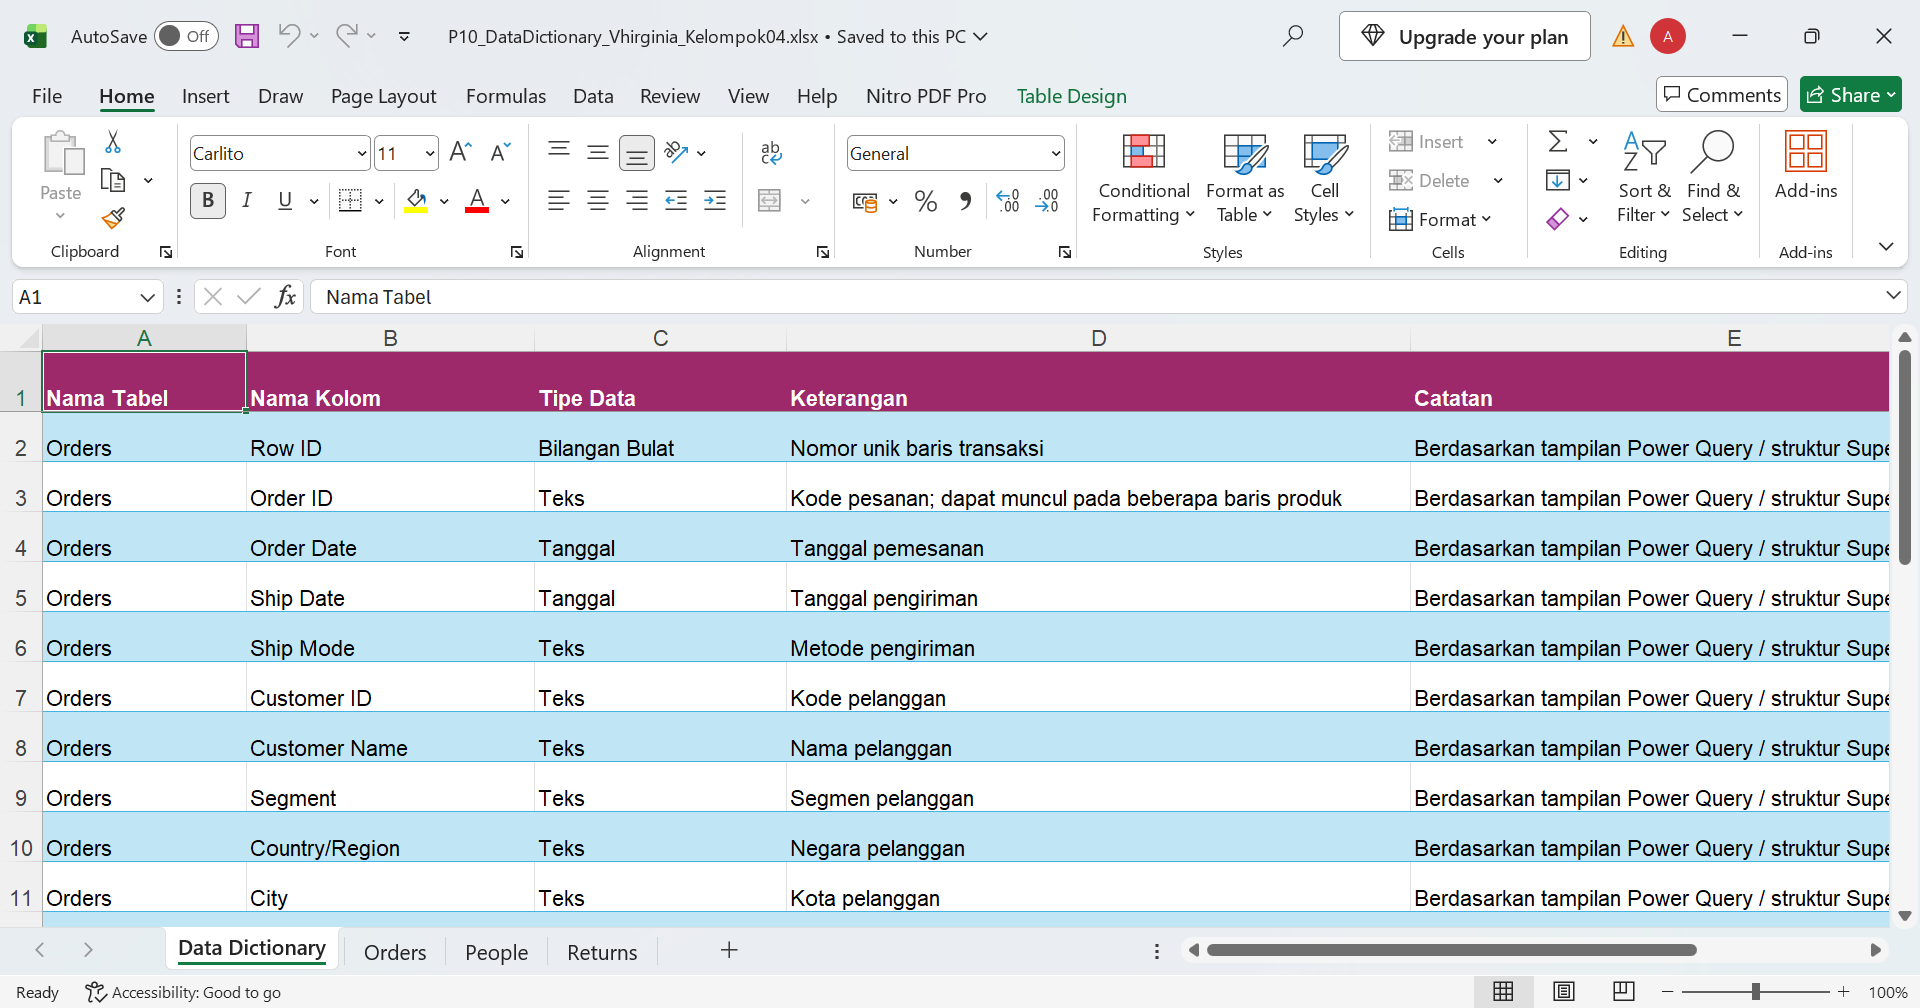 AutoSave Off P10_DataDictionary_Vhirginia_Kelompok04.xlsx • Saved to this PC Upgrade your plan A
File Home Insert Draw Page Layout Formulas Data Review View Help Nitro PDF Pro Table Design Comments Share
Paste
Clipboard
Carlito 11
B I U A
Font
ab
Alignment
General
% 
Number
Conditional Formatting
Format as Table
Cell Styles
Styles
Insert
Delete
Format
Cells
Sort & Filter
Find & Select
Editing
Add-ins
Add-ins
A1 fx Nama Tabel
A B C D E
1 Nama Tabel Nama Kolom Tipe Data Keterangan Catatan
2 Orders Row ID Bilangan Bulat Nomor unik baris transaksi Berdasarkan tampilan Power Query / struktur Supe
3 Orders Order ID Teks Kode pesanan; dapat muncul pada beberapa baris produk Berdasarkan tampilan Power Query / struktur Supe
4 Orders Order Date Tanggal Tanggal pemesanan Berdasarkan tampilan Power Query / struktur Supe
5 Orders Ship Date Tanggal Tanggal pengiriman Berdasarkan tampilan Power Query / struktur Supe
6 Orders Ship Mode Teks Metode pengiriman Berdasarkan tampilan Power Query / struktur Supe
7 Orders Customer ID Teks Kode pelanggan Berdasarkan tampilan Power Query / struktur Supe
8 Orders Customer Name Teks Nama pelanggan Berdasarkan tampilan Power Query / struktur Supe
9 Orders Segment Teks Segmen pelanggan Berdasarkan tampilan Power Query / struktur Supe
10 Orders Country/Region Teks Negara pelanggan Berdasarkan tampilan Power Query / struktur Supe
11 Orders City Teks Kota pelanggan Berdasarkan tampilan Power Query / struktur Supe
Data Dictionary Orders People Returns
Ready Accessibility: Good to go 100%